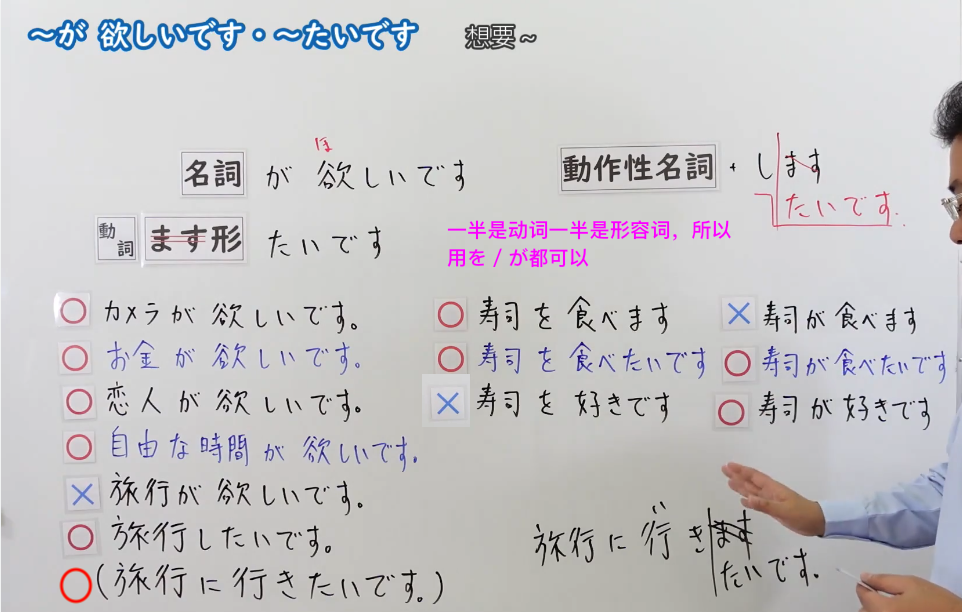 ～が 欲しいです・～たいです
想要～
ほ
名詞 が 欲しいです
動詞 ます形 たいです
動作性名詞 + します
たいです.
一半是动词一半是形容词，所以
用を / が都可以
○ カメラが欲しいです。
○ お金が欲しいです。
○ 恋人が欲しいです。
○ 自由な時間が欲しいです。
× 旅行が欲しいです。
○ 旅行したいです。
○(旅行に行きたいです。)
○ 寿司を食べます
○ 寿司を食べたいです
× 寿司を好きです
× 寿司が食べます
○ 寿司が食べたいです
○ 寿司が好きです
い
旅行に行きます
たいです.